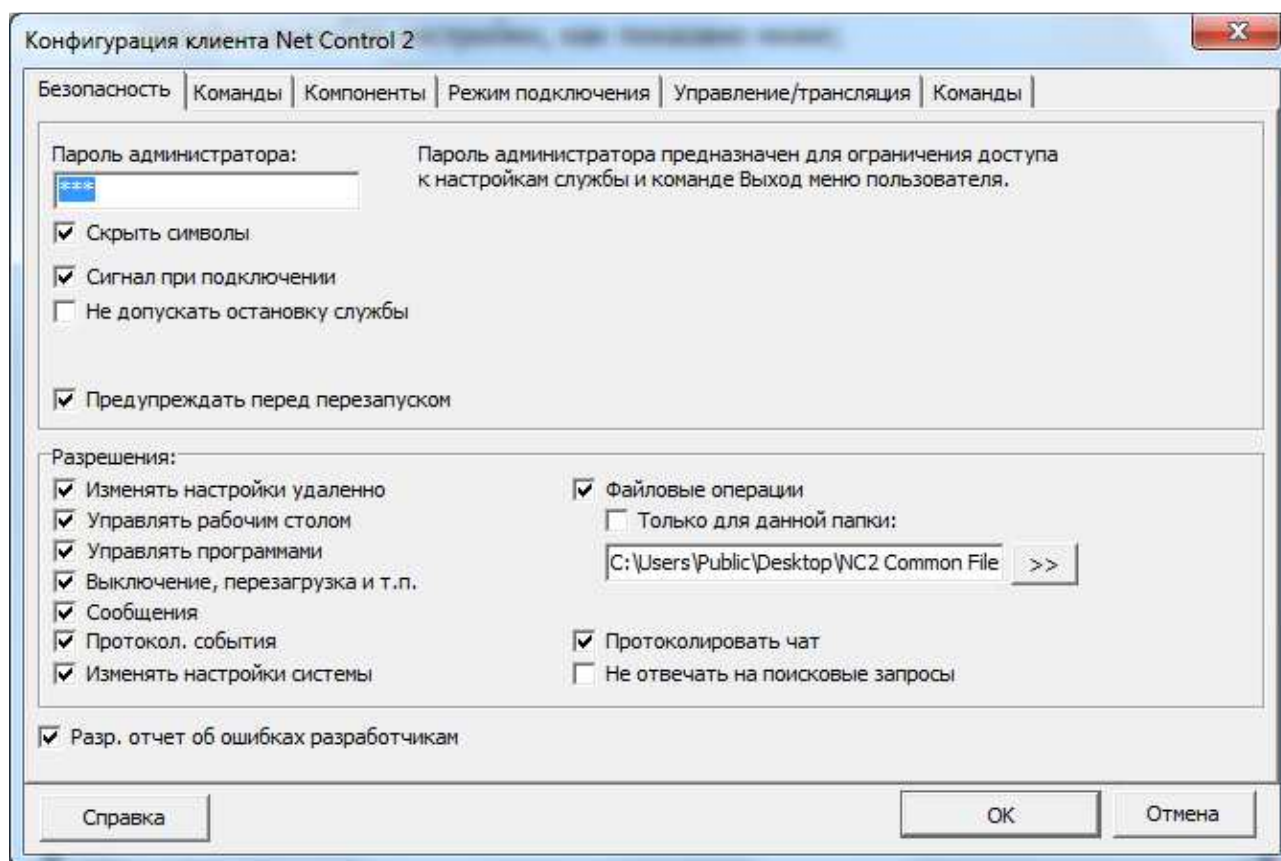 Конфигурация клиента Net Control 2
Безопасность Команды Компоненты Режим подключения Управление/трансляция Команды
Пароль администратора:
***
Пароль администратора предназначен для ограничения доступа
к настройкам службы и команде Выход меню пользователя.
Скрыть символы
Сигнал при подключении
Не допускать остановку службы
Предупреждать перед перезапуском
Разрешения:
Изменять настройки удаленно
Управлять рабочим столом
Управлять программами
Выключение, перезагрузка и т.п.
Сообщения
Протокол. события
Изменять настройки системы
Файловые операции
Только для данной папки:
C:\Users\Public\Desktop\NC2 Common File >>
Протоколировать чат
Не отвечать на поисковые запросы
Разр. отчет об ошибках разработчикам
Справка OK Отмена